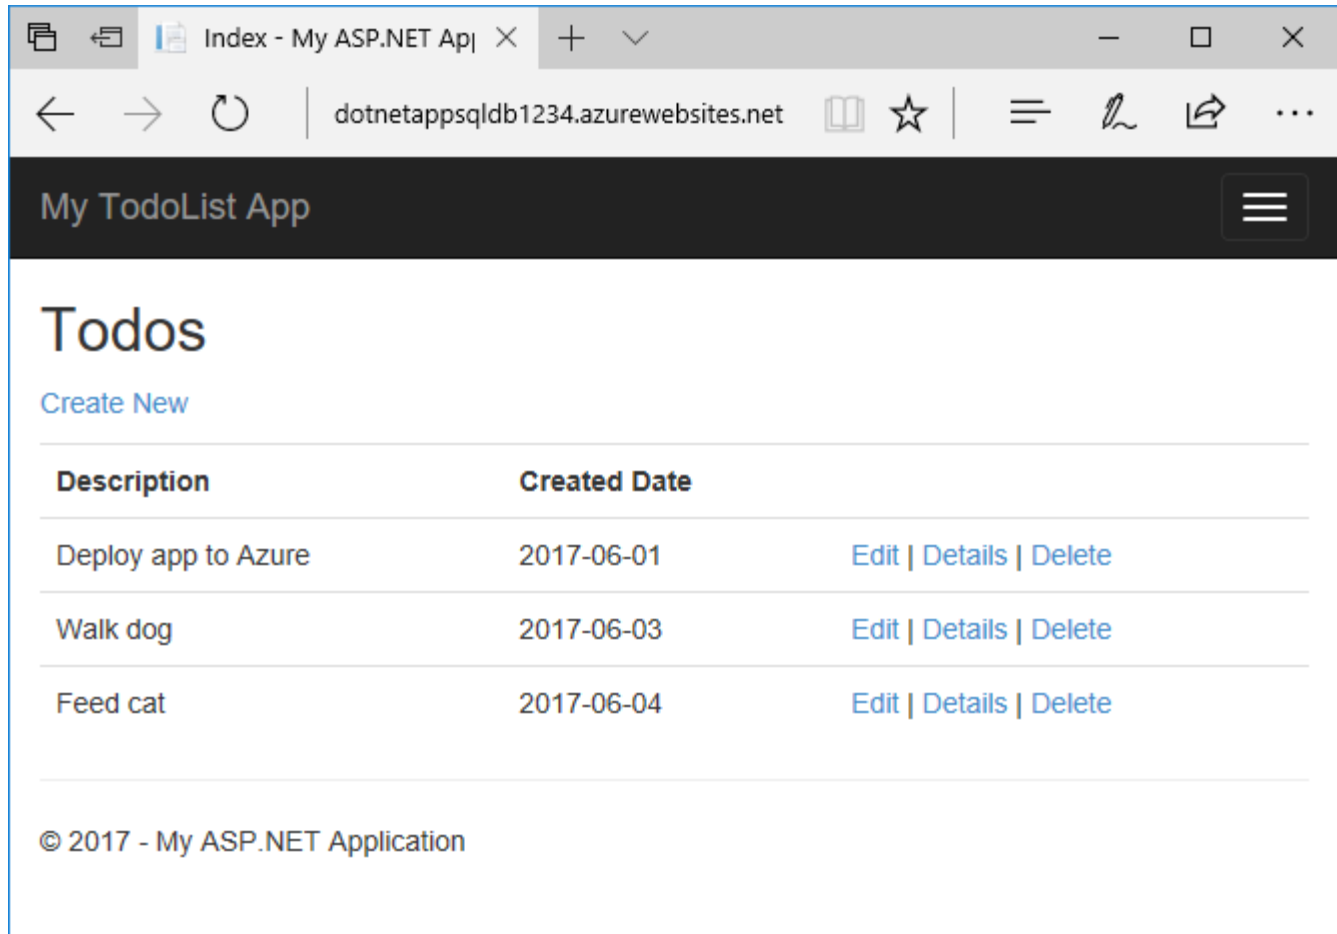 Index - My ASP.NET Ap
dotnetappsqldb1234.azurewebsites.net
My TodoList App
Todos
Create New
Description Created Date
Deploy app to Azure 2017-06-01 Edit | Details | Delete
Walk dog 2017-06-03 Edit | Details | Delete
Feed cat 2017-06-04 Edit | Details | Delete
© 2017 - My ASP.NET Application